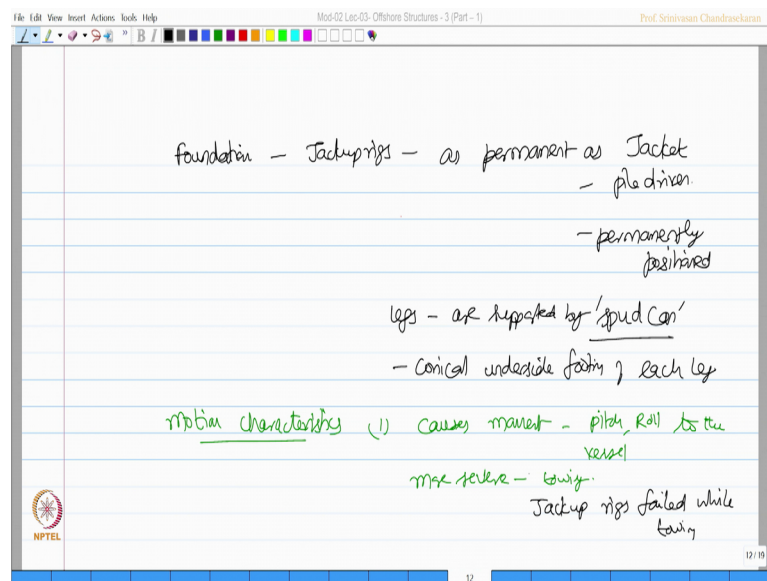 File Edit View Insert Actions Tools Help
Mod-02 Lec-03- Offshore Structures - 3 (Part – 1)
Prof. Srinivasan Chandrasekaran
B I
foundation – Jackup rigs – as permanent as Jacket
– pile driven.
– permanently
positioned
legs – are supported by 'spud can'
– Conical underside footing of each leg
Motion characteristics (1) causes moment – pitch, Roll to the
vessel
more severe – towing.
Jackup rigs failed while
towing
NPTEL
12/19
12